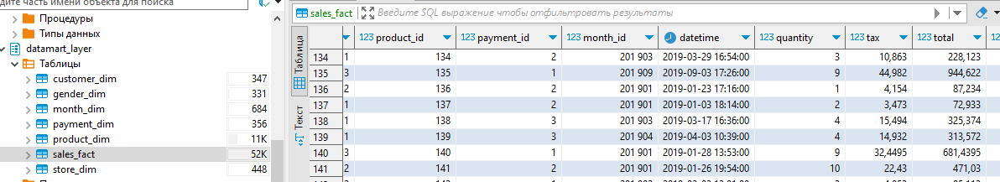 дите часть имени объекта для поиска
Процедуры
Типы данных
datamart_layer
Таблицы
customer_dim 347
gender_dim 331
month_dim 684
payment_dim 356
product_dim 11K
sales_fact 52K
store_dim 448
sales_fact Введите SQL выражение чтобы отфильтровать результаты
Таблица
Текст
123 product_id 123 payment_id 123 month_id datetime 123 quantity 123 tax 123 total
134 1 134 2 201 903 2019-03-29 16:54:00 3 10,863 228,123
135 3 135 1 201 909 2019-09-03 17:26:00 9 44,982 944,622
136 2 136 2 201 901 2019-01-23 17:16:00 1 4,154 87,234
137 1 137 2 201 901 2019-01-03 18:14:00 2 3,473 72,933
138 1 138 3 201 903 2019-03-17 16:36:00 4 15,494 325,374
139 1 139 3 201 904 2019-04-03 10:39:00 4 14,932 313,572
140 3 140 1 201 901 2019-01-28 13:53:00 9 32,4495 681,4395
141 2 141 2 201 901 2019-01-26 19:54:00 10 22,43 471,03